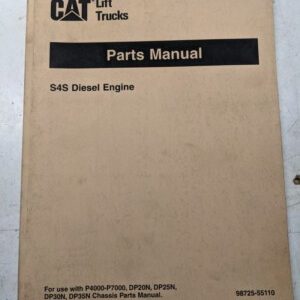 CAT Lift
Trucks
Parts Manual
S4S Diesel Engine
For use with P4000-P7000, DP20N, DP25N,
DP30N, DP35N Chassis Parts Manual.
98725-55110